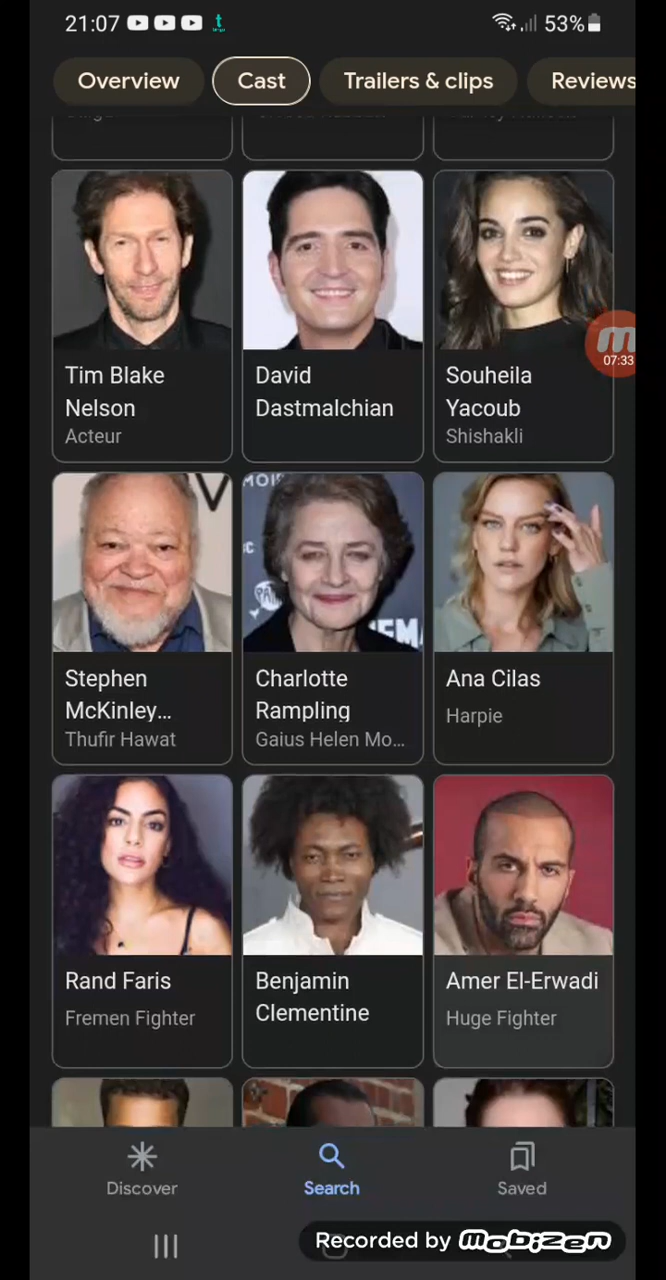 21:07 53%
Overview Cast Trailers & clips Reviews
07:33
Tim Blake Nelson
Acteur
David Dastmalchian
Souheila Yacoub
Shishakli
Stephen McKinley...
Thufir Hawat
Charlotte Rampling
Gaius Helen Mo...
Ana Cilas
Harpie
Rand Faris
Fremen Fighter
Benjamin Clementine
Amer El-Erwadi
Huge Fighter
Discover Search Saved
Recorded by mobizen